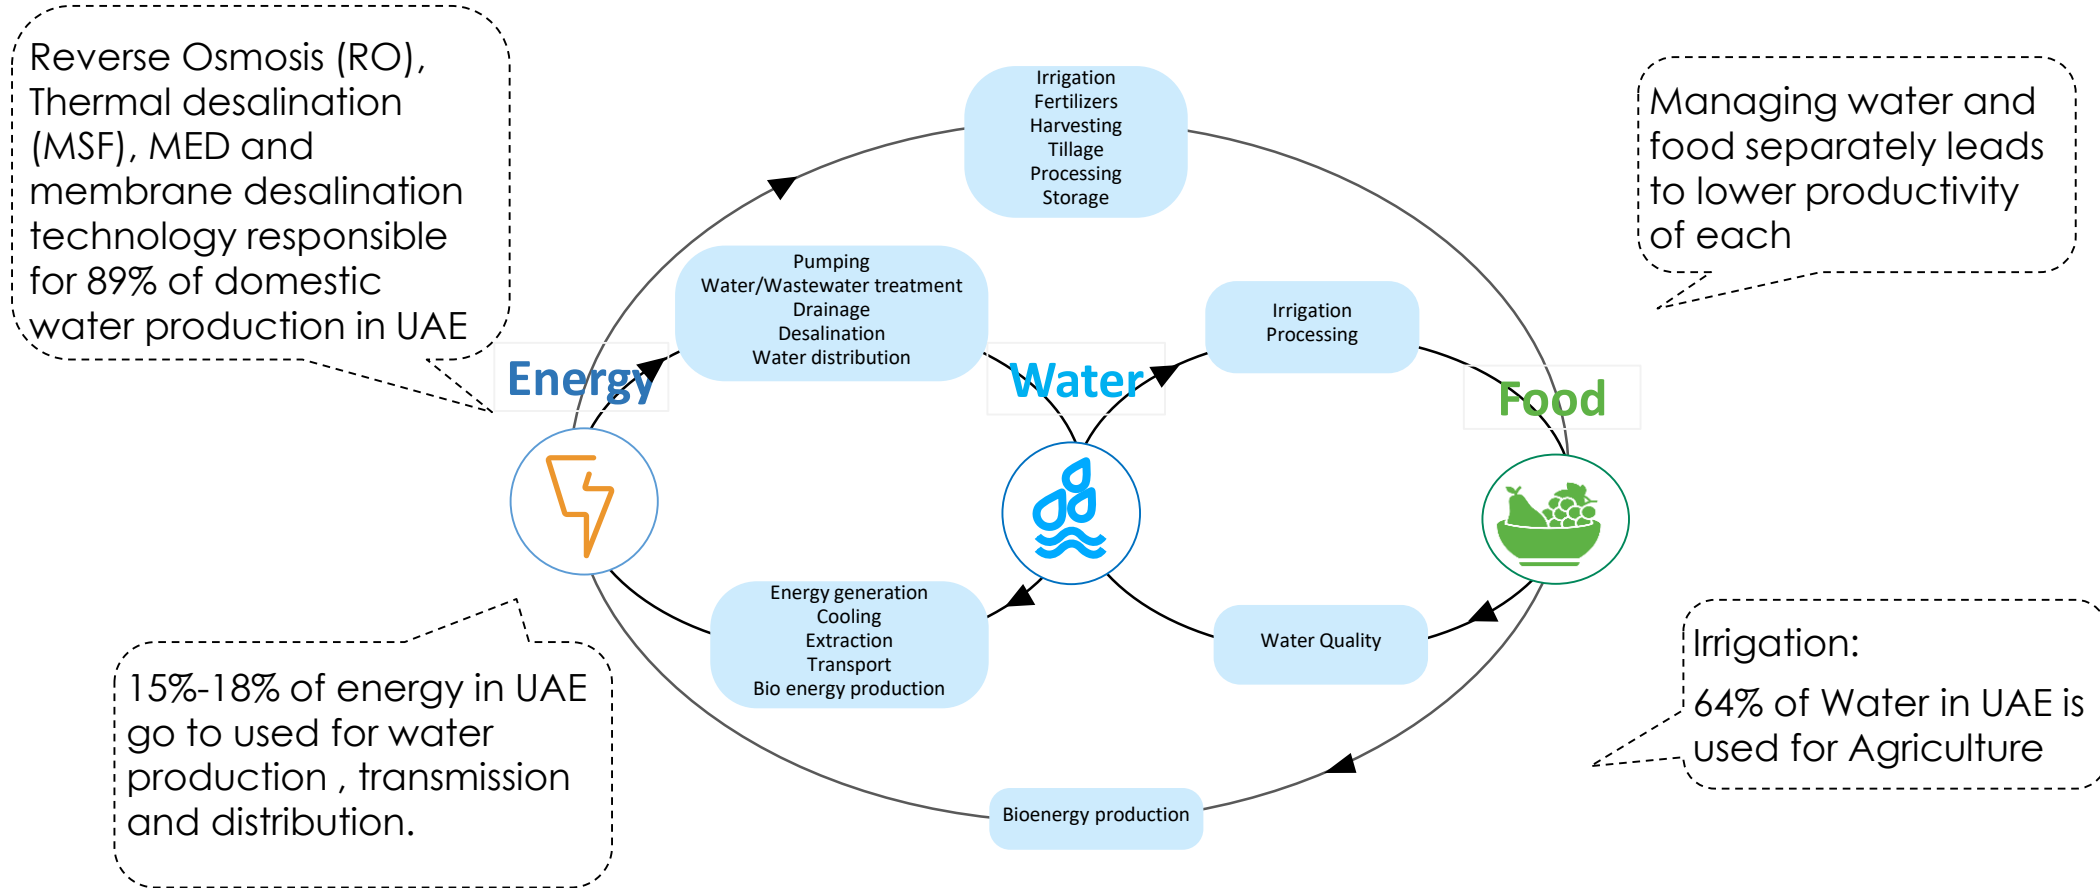 Reverse Osmosis (RO),
Thermal desalination
(MSF), MED and
membrane desalination
technology responsible
for 89% of domestic
water production in UAE
Irrigation
Fertilizers
Harvesting
Tillage
Processing
Storage
Managing water and
food separately leads
to lower productivity
of each
Pumping
Water/Wastewater treatment
Drainage
Desalination
Water distribution
Irrigation
Processing
Energy
Water
Food
Energy generation
Cooling
Extraction
Transport
Bio energy production
Water Quality
15%-18% of energy in UAE
go to used for water
production , transmission
and distribution.
Irrigation:
64% of Water in UAE is
used for Agriculture
Bioenergy production